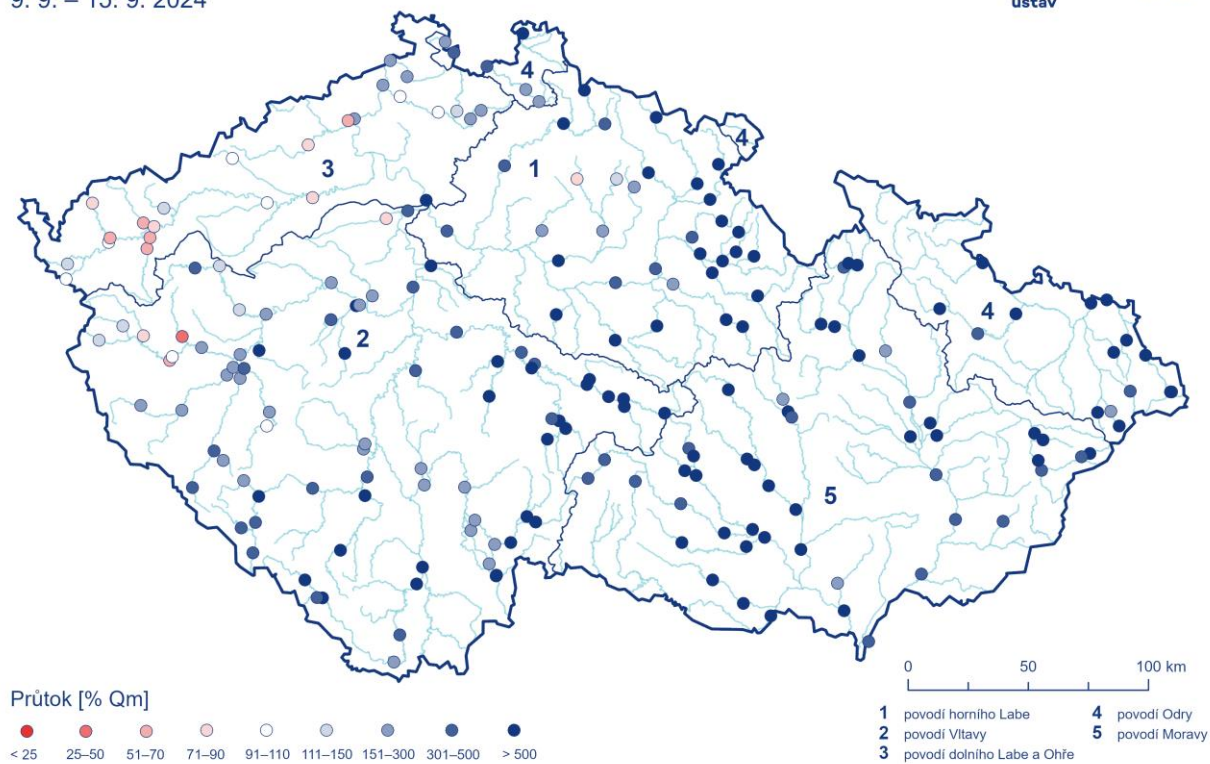 9. 9. – 15. 9. 2024
ústav
4
4
1
3
4
2
5
0 50 100 km
Průtok [% Qm]
< 25 25–50 51–70 71–90 91–110 111–150 151–300 301–500 > 500
1 povodí horního Labe
2 povodí Vltavy
3 povodí dolního Labe a Ohře
4 povodí Odry
5 povodí Moravy